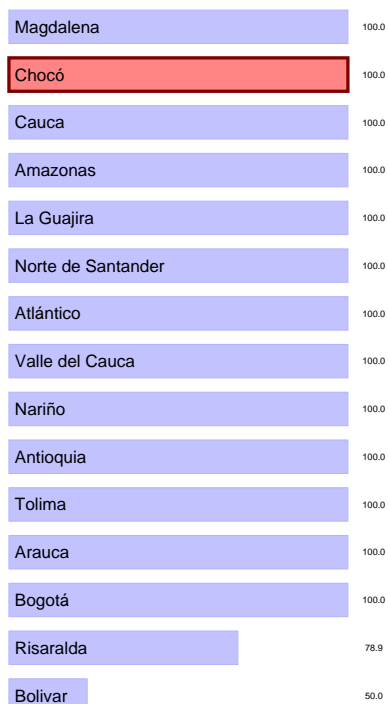 Magdalena 100.0
Chocó 100.0
Cauca 100.0
Amazonas 100.0
La Guajira 100.0
Norte de Santander 100.0
Atlántico 100.0
Valle del Cauca 100.0
Nariño 100.0
Antioquia 100.0
Tolima 100.0
Arauca 100.0
Bogotá 100.0
Risaralda 78.9
Bolivar 50.0